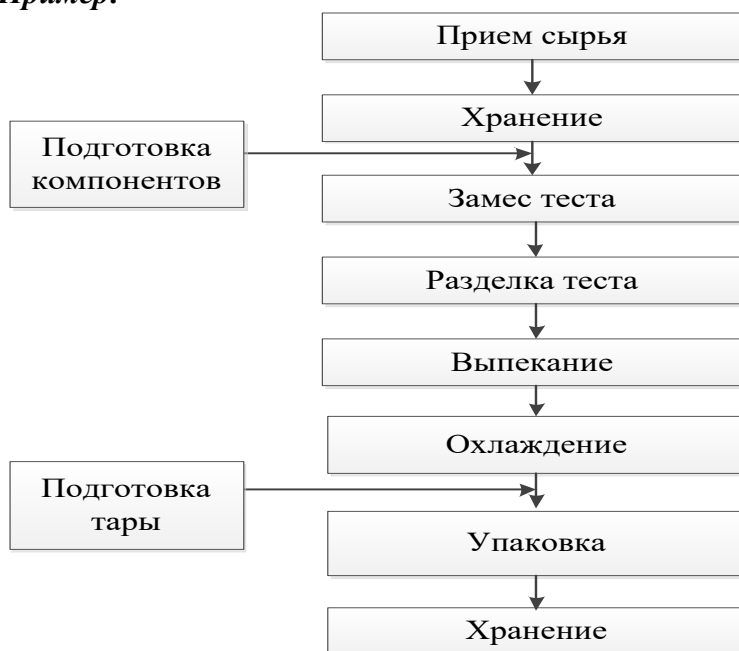 Пример:
Прием сырья
Хранение
Подготовка
компонентов
Замес теста
Разделка теста
Выпекание
Охлаждение
Подготовка
тары
Упаковка
Хранение